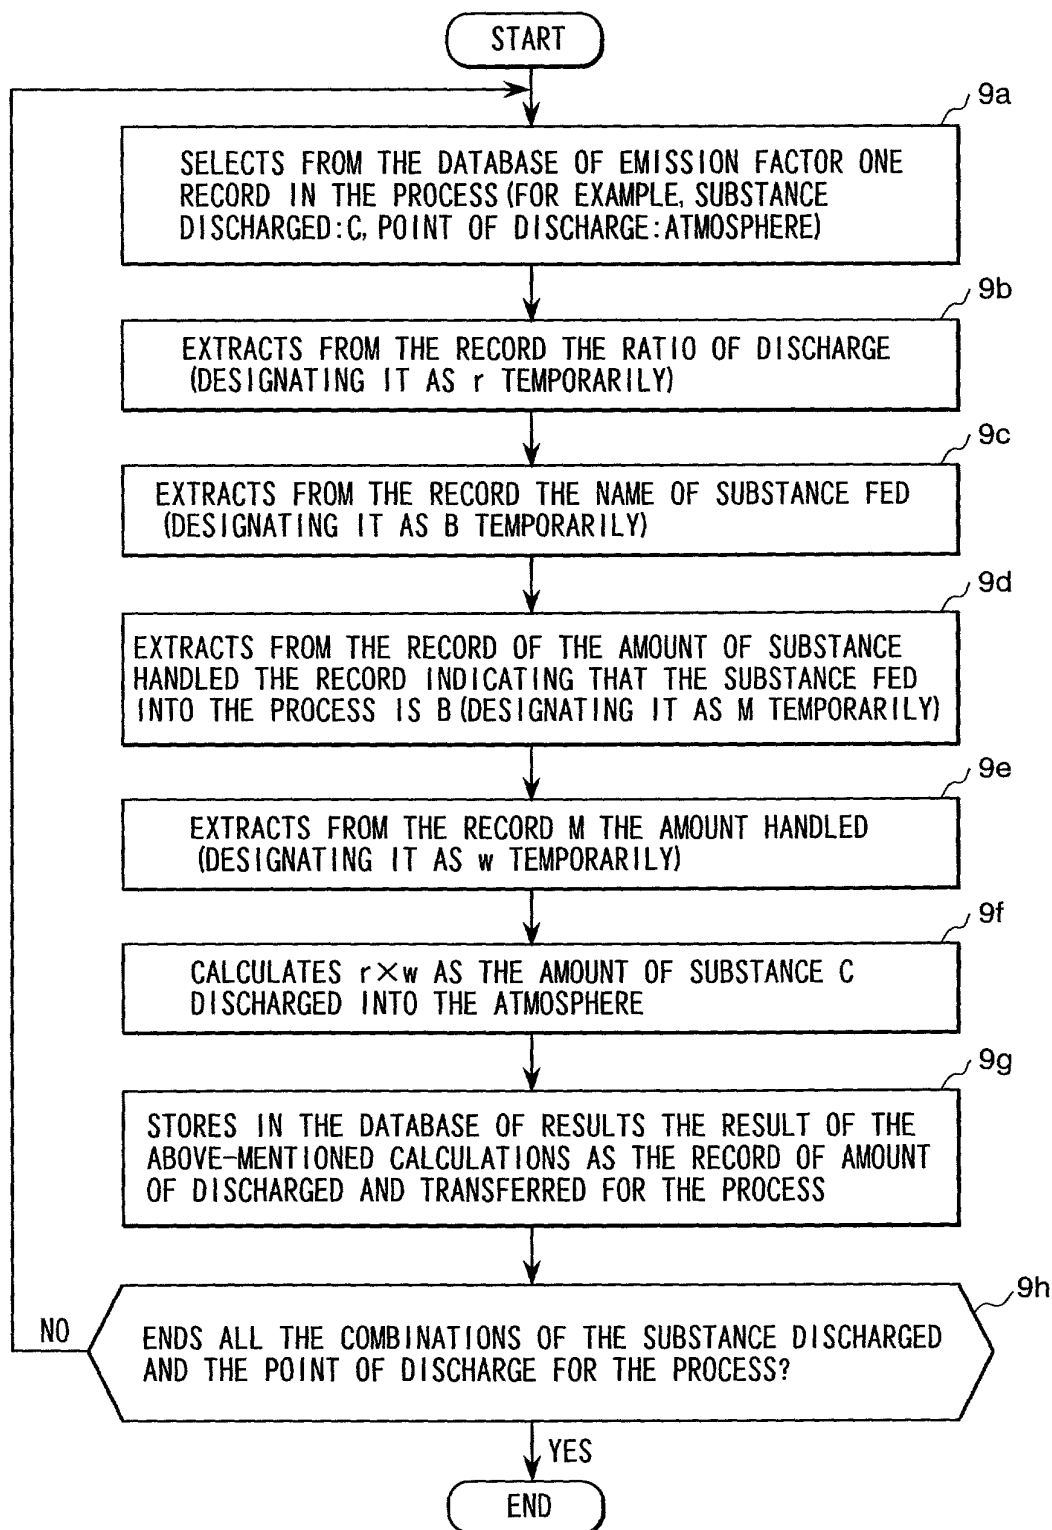 START
9a
SELECTS FROM THE DATABASE OF EMISSION FACTOR ONE
RECORD IN THE PROCESS (FOR EXAMPLE, SUBSTANCE
DISCHARGED:C, POINT OF DISCHARGE:ATMOSPHERE)
9b
EXTRACTS FROM THE RECORD THE RATIO OF DISCHARGE
(DESIGNATING IT AS r TEMPORARILY)
9c
EXTRACTS FROM THE RECORD THE NAME OF SUBSTANCE FED
(DESIGNATING IT AS B TEMPORARILY)
9d
EXTRACTS FROM THE RECORD OF THE AMOUNT OF SUBSTANCE
HANDLED THE RECORD INDICATING THAT THE SUBSTANCE FED
INTO THE PROCESS IS B (DESIGNATING IT AS M TEMPORARILY)
9e
EXTRACTS FROM THE RECORD M THE AMOUNT HANDLED
(DESIGNATING IT AS w TEMPORARILY)
9f
CALCULATES r×w AS THE AMOUNT OF SUBSTANCE C
DISCHARGED INTO THE ATMOSPHERE
9g
STORES IN THE DATABASE OF RESULTS THE RESULT OF THE
ABOVE-MENTIONED CALCULATIONS AS THE RECORD OF AMOUNT
OF DISCHARGED AND TRANSFERRED FOR THE PROCESS
9h
NO
ENDS ALL THE COMBINATIONS OF THE SUBSTANCE DISCHARGED
AND THE POINT OF DISCHARGE FOR THE PROCESS?
YES
END